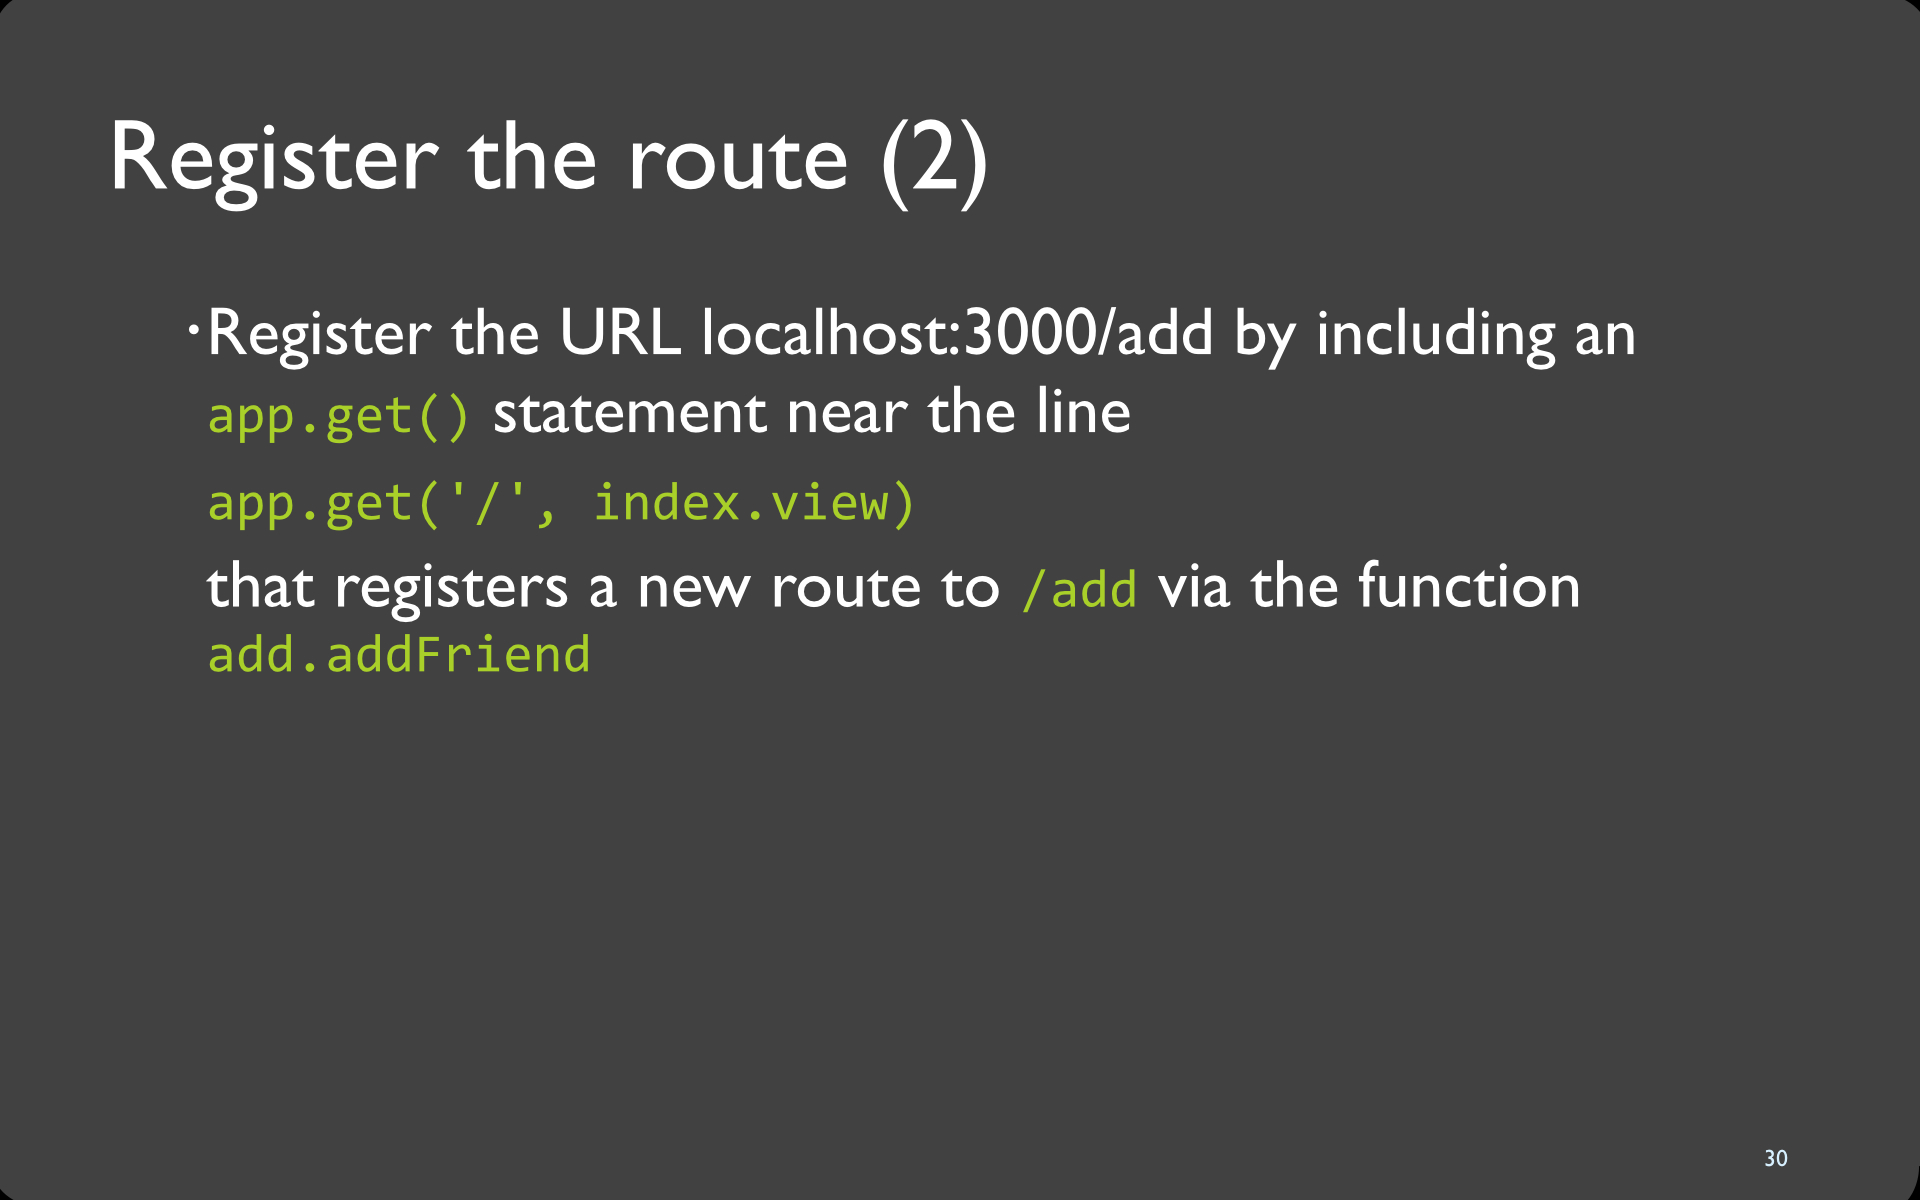 Register the route (2)
•Register the URL localhost:3000/add by including an
app.get() statement near the line
app.get('/', index.view)
that registers a new route to /add via the function
add.addFriend
30